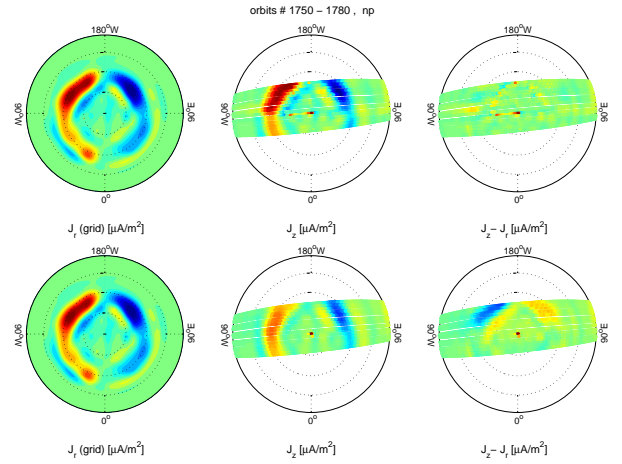 orbits # 1750 – 1780 , np
180°W 180°W 180°W
90°W 90°E 90°W 90°E 90°W 90°E
0° 0° 0°
J_r (grid) [μA/m²] J_z [μA/m²] J_z – J_r [μA/m²]
180°W 180°W 180°W
90°W 90°E 90°W 90°E 90°W 90°E
0° 0° 0°
J_r (grid) [μA/m²] J_z [μA/m²] J_z – J_r [μA/m²]